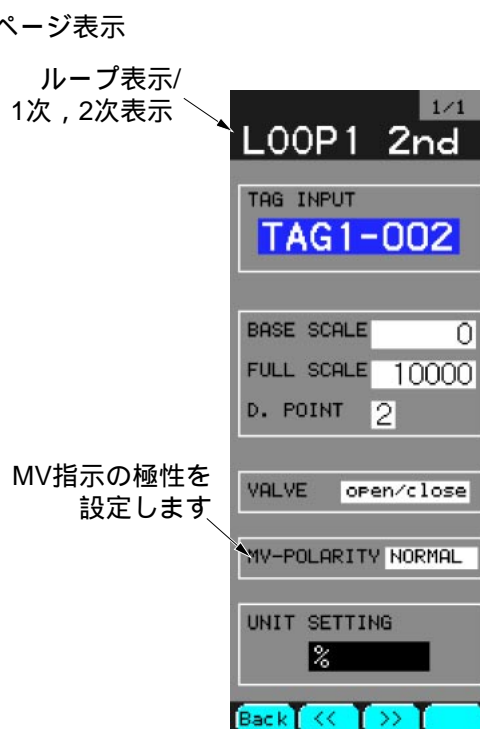 ページ表示
ループ表示/
1次，2次表示
1/1
LOOP1 2nd
TAG INPUT
TAG1-002
BASE SCALE 0
FULL SCALE 10000
D. POINT 2
MV指示の極性を
設定します
VALVE open/close
MV-POLARITY NORMAL
UNIT SETTING
%
Back << >>